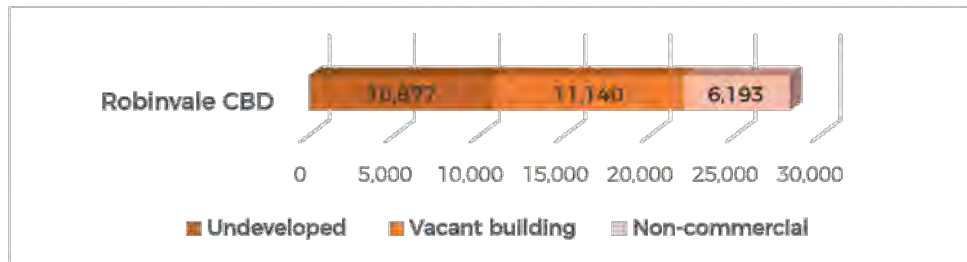 10,877 11,140 6,193
Robinvale CBD
0 5,000 10,000 15,000 20,000 25,000 30,000
Undeveloped Vacant building Non-commercial